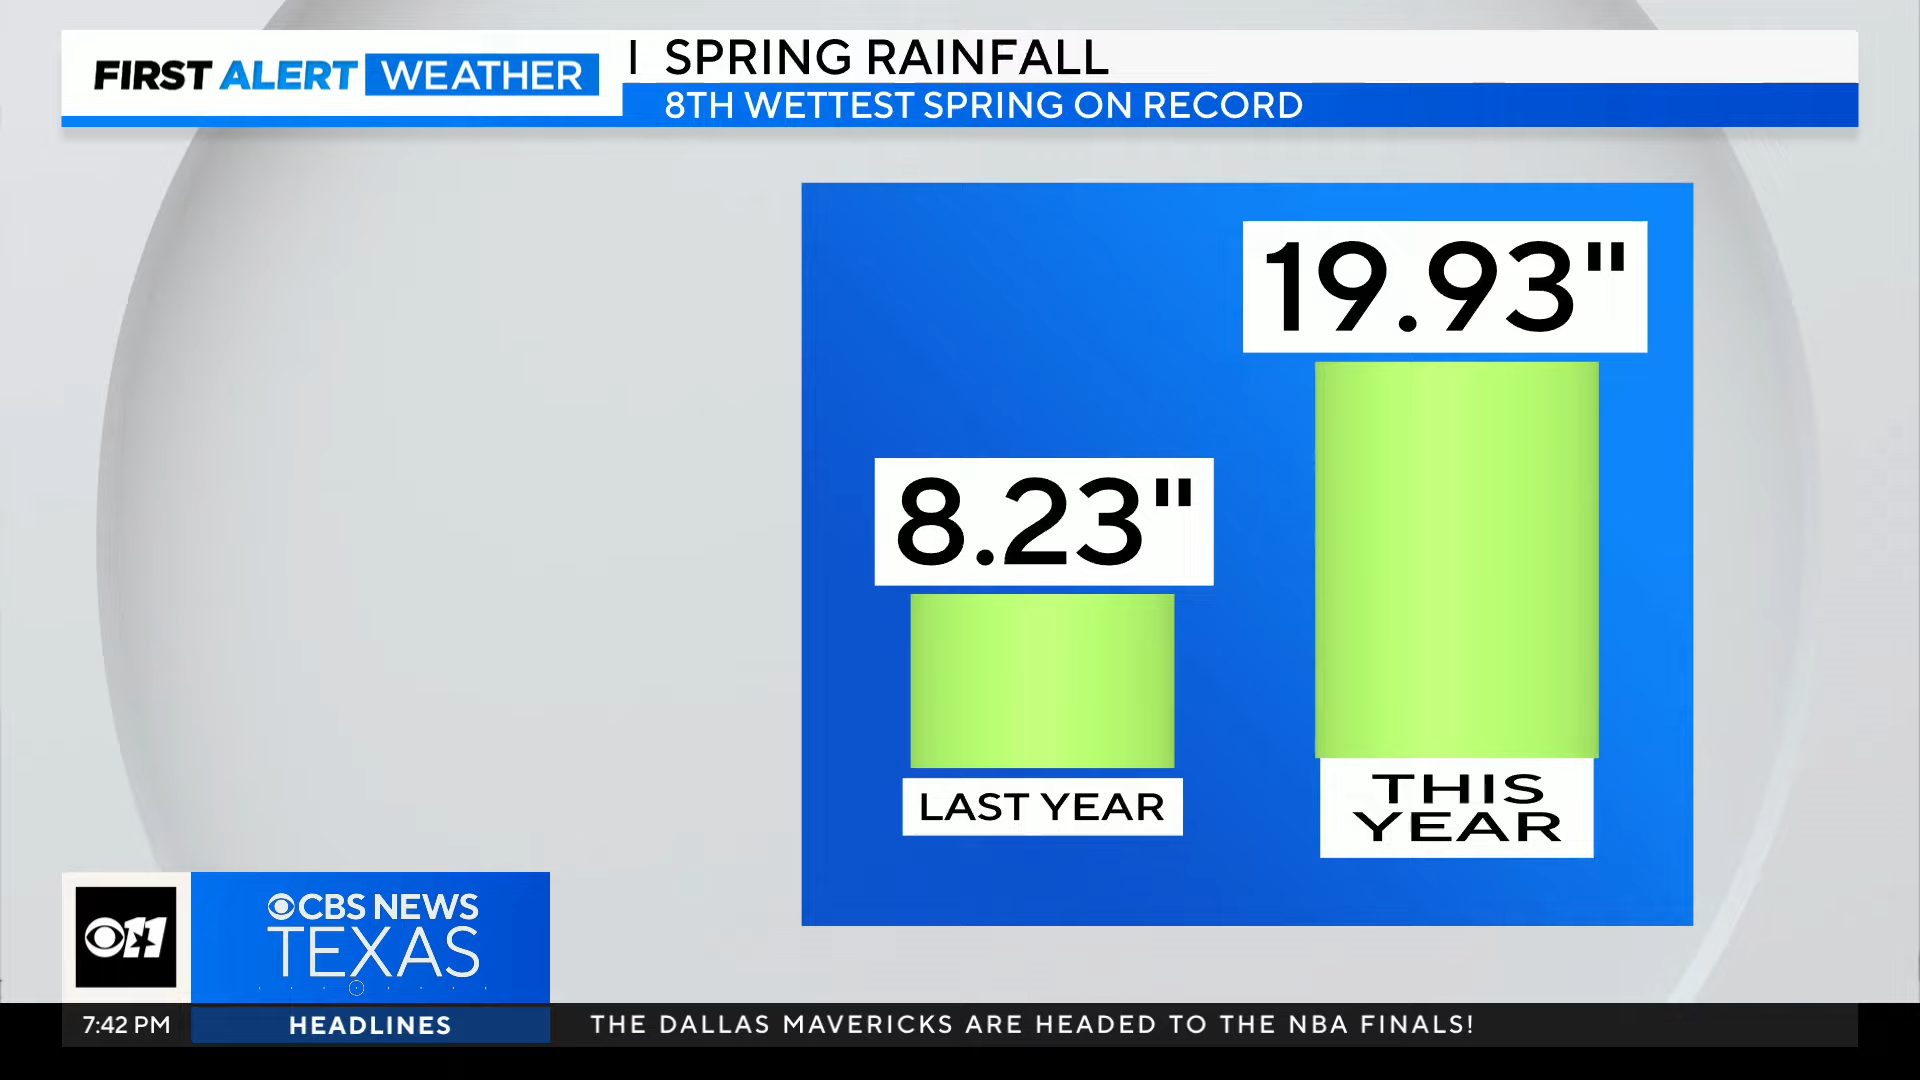 FIRST ALERT WEATHER
SPRING RAINFALL
8TH WETTEST SPRING ON RECORD
19.93"
8.23"
LAST YEAR
THIS
YEAR
11
CBS NEWS
TEXAS
7:42 PM
HEADLINES
THE DALLAS MAVERICKS ARE HEADED TO THE NBA FINALS!